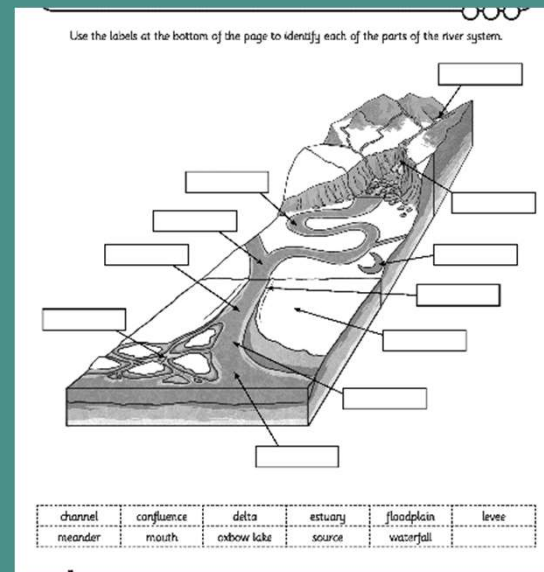 Use the labels at the bottom of the page to identify each of the parts of the river system.
channel confluence delta estuary floodplain levee
meander mouth oxbow lake source waterfall